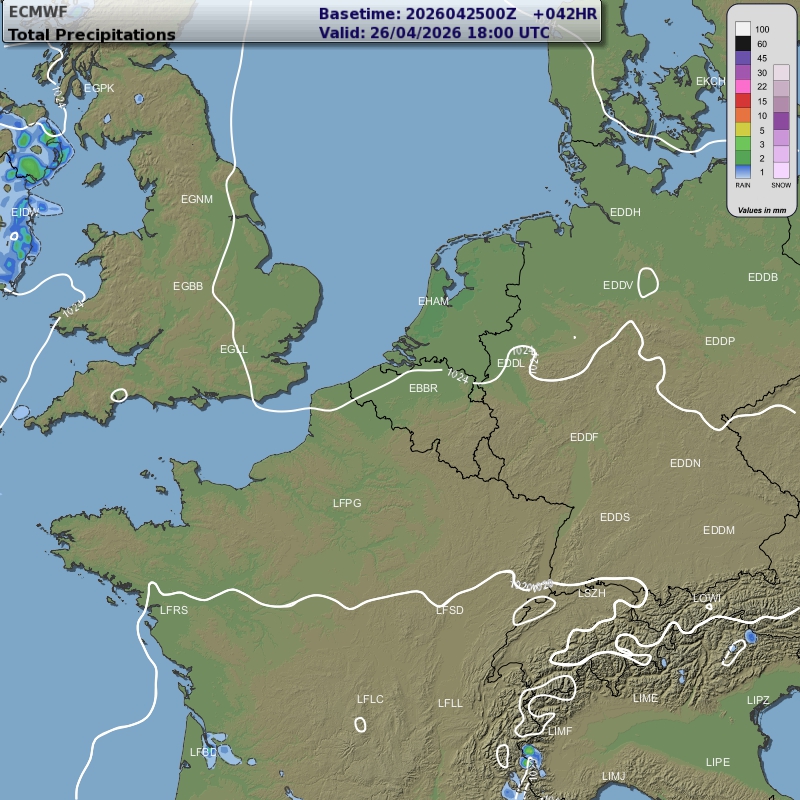 ECMWF
Basetime: 2026042500Z +042HR
Total Precipitations
Valid: 26/04/2026 18:00 UTC
100
60
45
30
22
15
10
5
3
2
1
RAIN
SNOW
Values in mm
EGPK
EKCH
1024
EGNM
EIDW
EDDH
EGBB
EDDV
EDDB
EHAM
1024
EGLL
EDDP
1024
EDDL
1024
1024
EBBR
EDDF
EDDN
LFPG
EDDS
EDDM
1020
LSZH
LOWI
LFRS
LFSD
LFLC
LFLL
LIME
LIPZ
LIMF
LFBD
LIPE
LIMJ